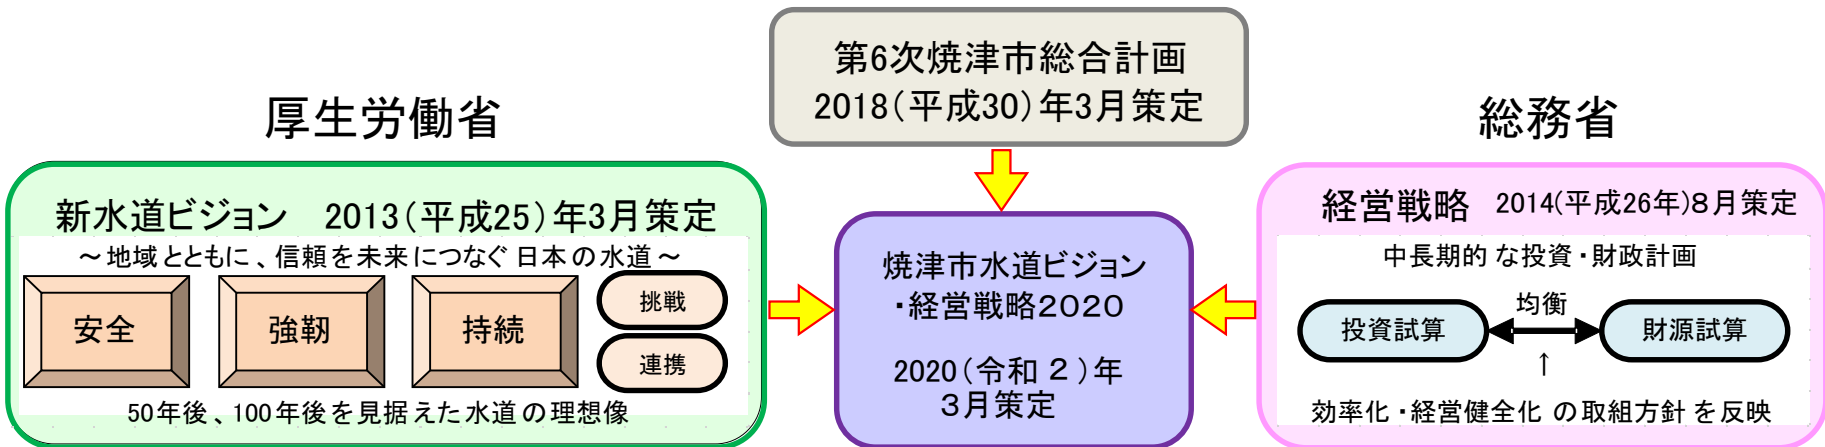 第6次焼津市総合計画
2018(平成30)年3月策定
厚生労働省
新水道ビジョン 2013(平成25)年3月策定
～地域とともに、信頼を未来につなぐ 日本の水道～
安全
強靭
持続
挑戦
連携
50年後、100年後を見据えた水道の理想像
焼津市水道ビジョン
・経営戦略2020
2020(令和２)年
３月策定
総務省
経営戦略 2014(平成26年)8月策定
中長期的な投資・財政計画
投資試算
均衡
財源試算
↑
効率化・経営健全化 の取組方針を反映